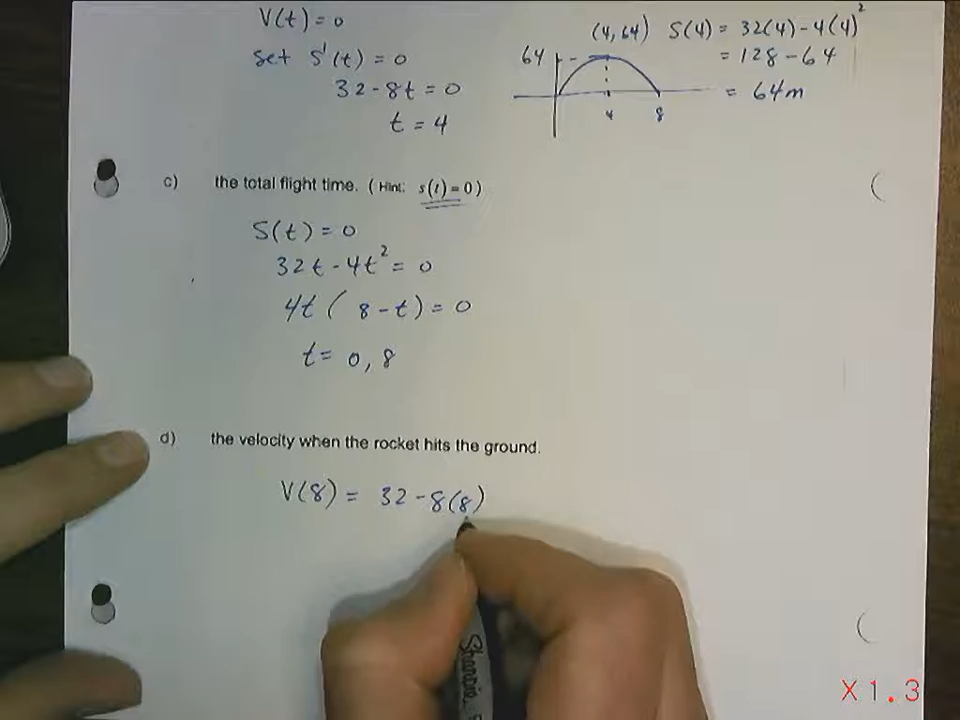 V(t) = 0
set s'(t) = 0
32 - 8t = 0
t = 4
(4, 64) S(4) = 32(4) - 4(4)²
= 128 - 64
= 64m
64
4 8
c) the total flight time. ( Hint: s(t) = 0 )
S(t) = 0
32t - 4t² = 0
4t ( 8 - t) = 0
t = 0, 8
d) the velocity when the rocket hits the ground.
V(8) = 32 - 8(8)
Sharpie
(
(
X1.3